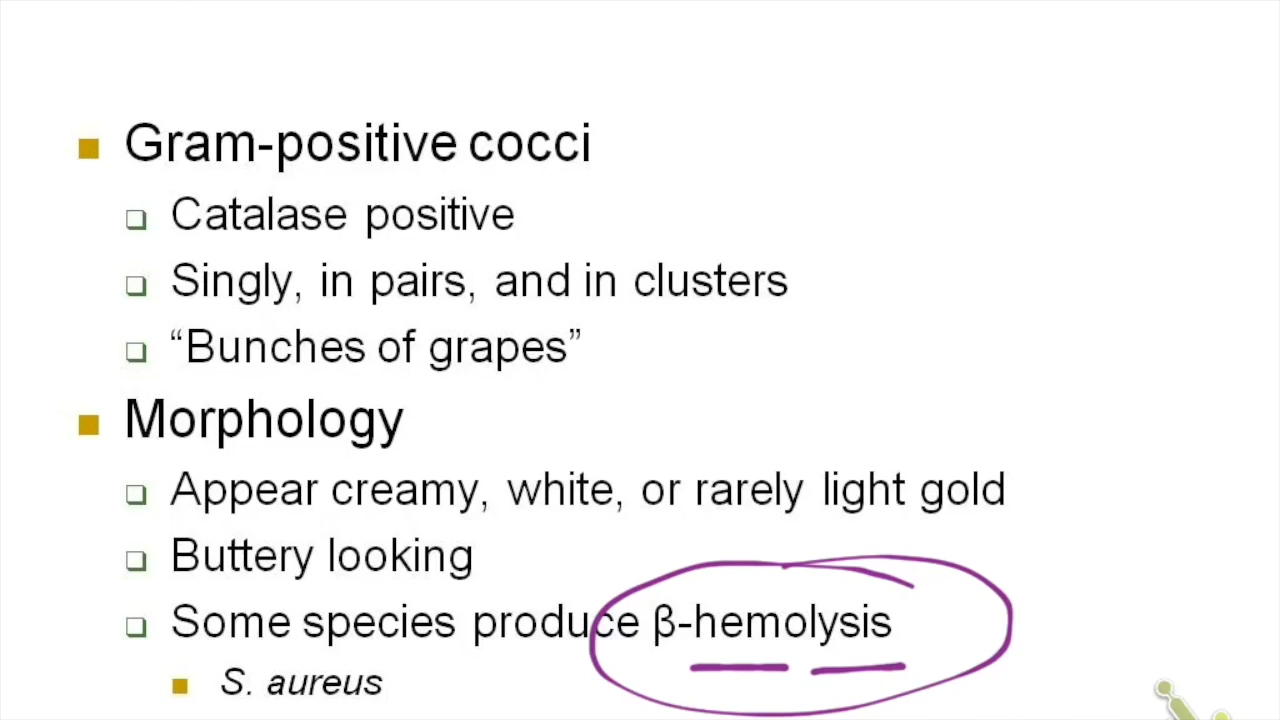 Gram-positive cocci
Catalase positive
Singly, in pairs, and in clusters
“Bunches of grapes”
Morphology
Appear creamy, white, or rarely light gold
Buttery looking
Some species produce β-hemolysis
S. aureus